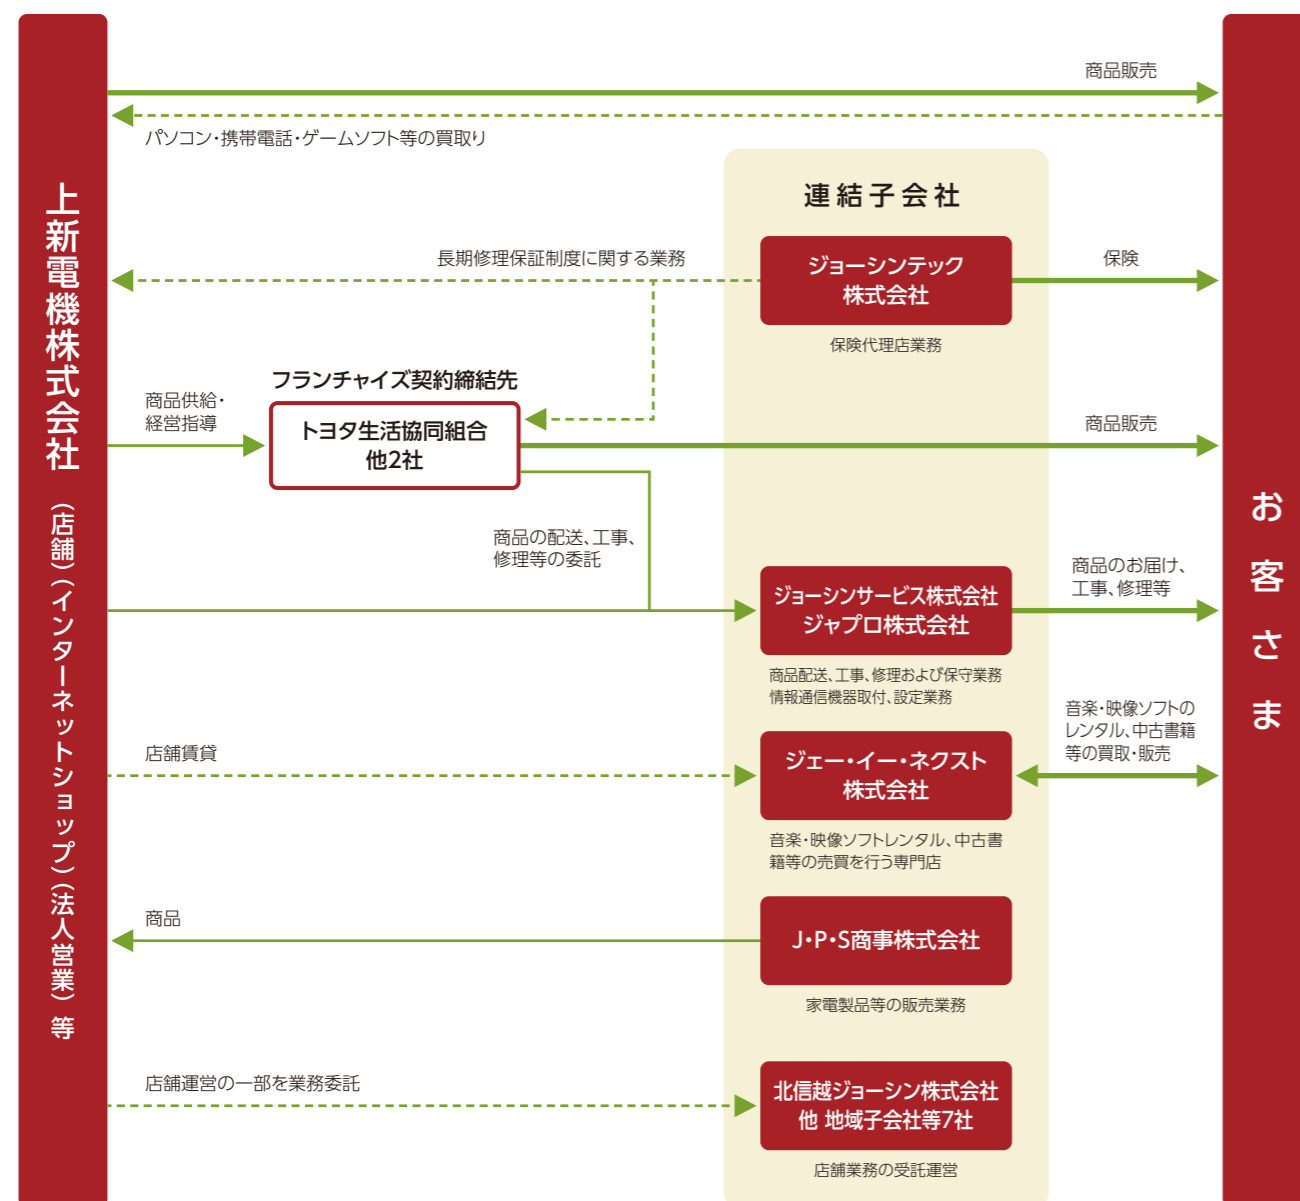 上新電機株式会社
（店舗）（インターネットショップ）（法人営業）等
商品販売
パソコン・携帯電話・ゲームソフト等の買取り
連結子会社
長期修理保証制度に関する業務
ジョーシンテック
株式会社
保険
保険代理店業務
フランチャイズ契約締結先
商品供給・
経営指導
トヨタ生活協同組合
他2社
商品販売
商品の配送、工事、
修理等の委託
ジョーシンサービス株式会社
ジャプロ株式会社
商品のお届け、
工事、修理等
商品配送、工事、修理および保守業務
情報通信機器取付、設定業務
店舗賃貸
ジェー・イー・ネクスト
株式会社
音楽・映像ソフトの
レンタル、中古書籍
等の買取・販売
音楽・映像ソフトレンタル、中古書
籍等の売買を行う専門店
商品
J・P・S商事株式会社
家電製品等の販売業務
店舗運営の一部を業務委託
北信越ジョーシン株式会社
他 地域子会社等7社
店舗業務の受託運営
お客さま